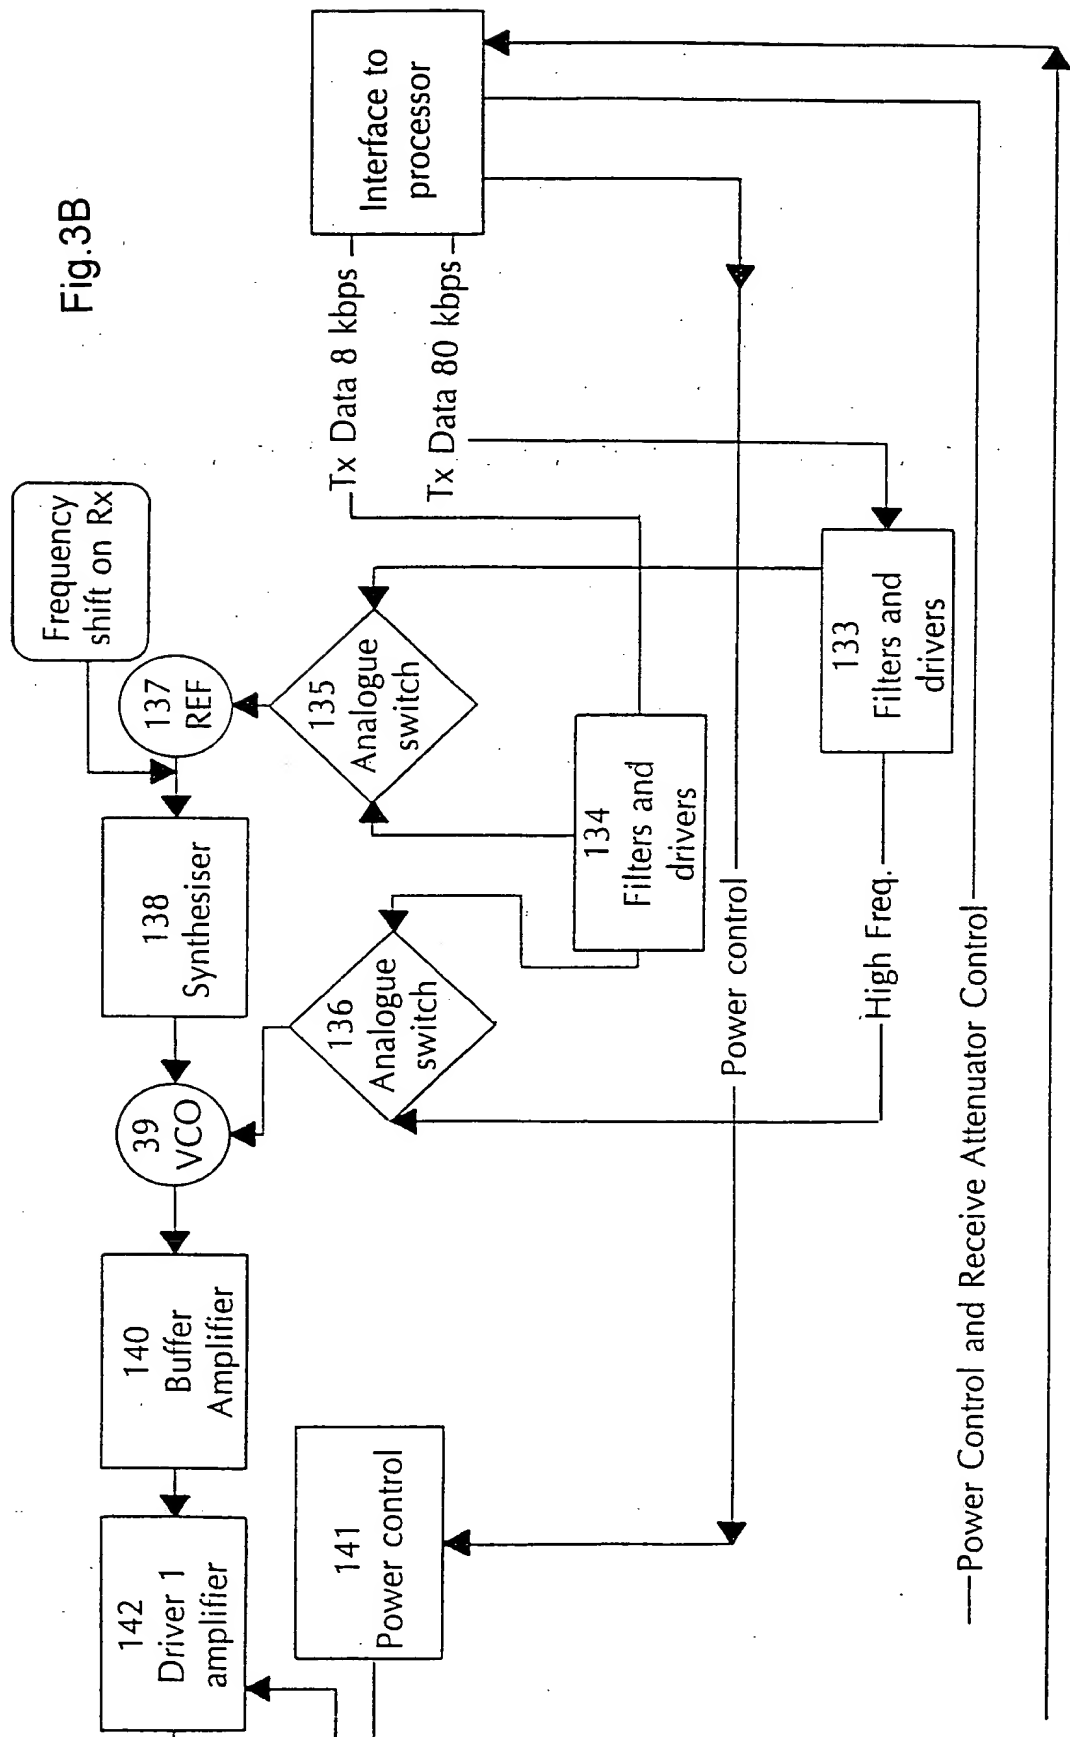 Fig.3B
Frequency
shift on Rx
137
REF
138
Synthesiser
39
VCO
140
Buffer
Amplifier
142
Driver 1
amplifier
135
Analogue
switch
136
Analogue
switch
141
Power control
Interface to
processor
Tx Data 8 kbps
Tx Data 80 kbps
134
Filters and
drivers
133
Filters and
drivers
Power control
High Freq.
Power Control and Receive Attenuator Control